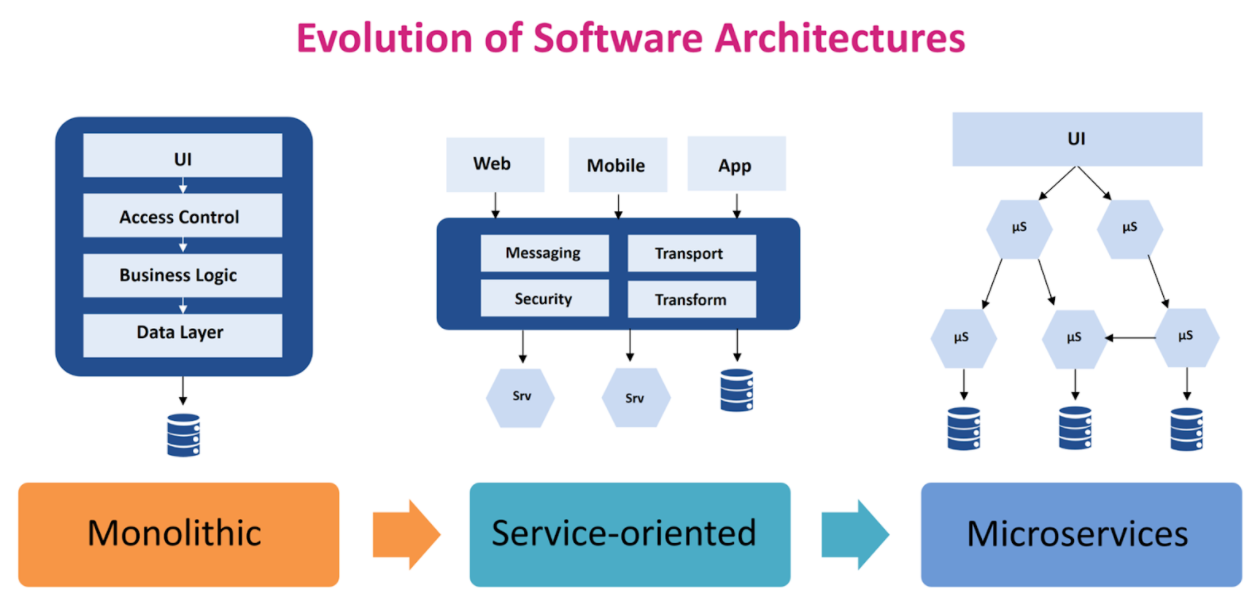 Evolution of Software Architectures
UI
Access Control
Business Logic
Data Layer
Monolithic
Web
Mobile
App
Messaging
Transport
Security
Transform
Srv
Srv
Service-oriented
UI
µS
µS
µS
µS
µS
Microservices